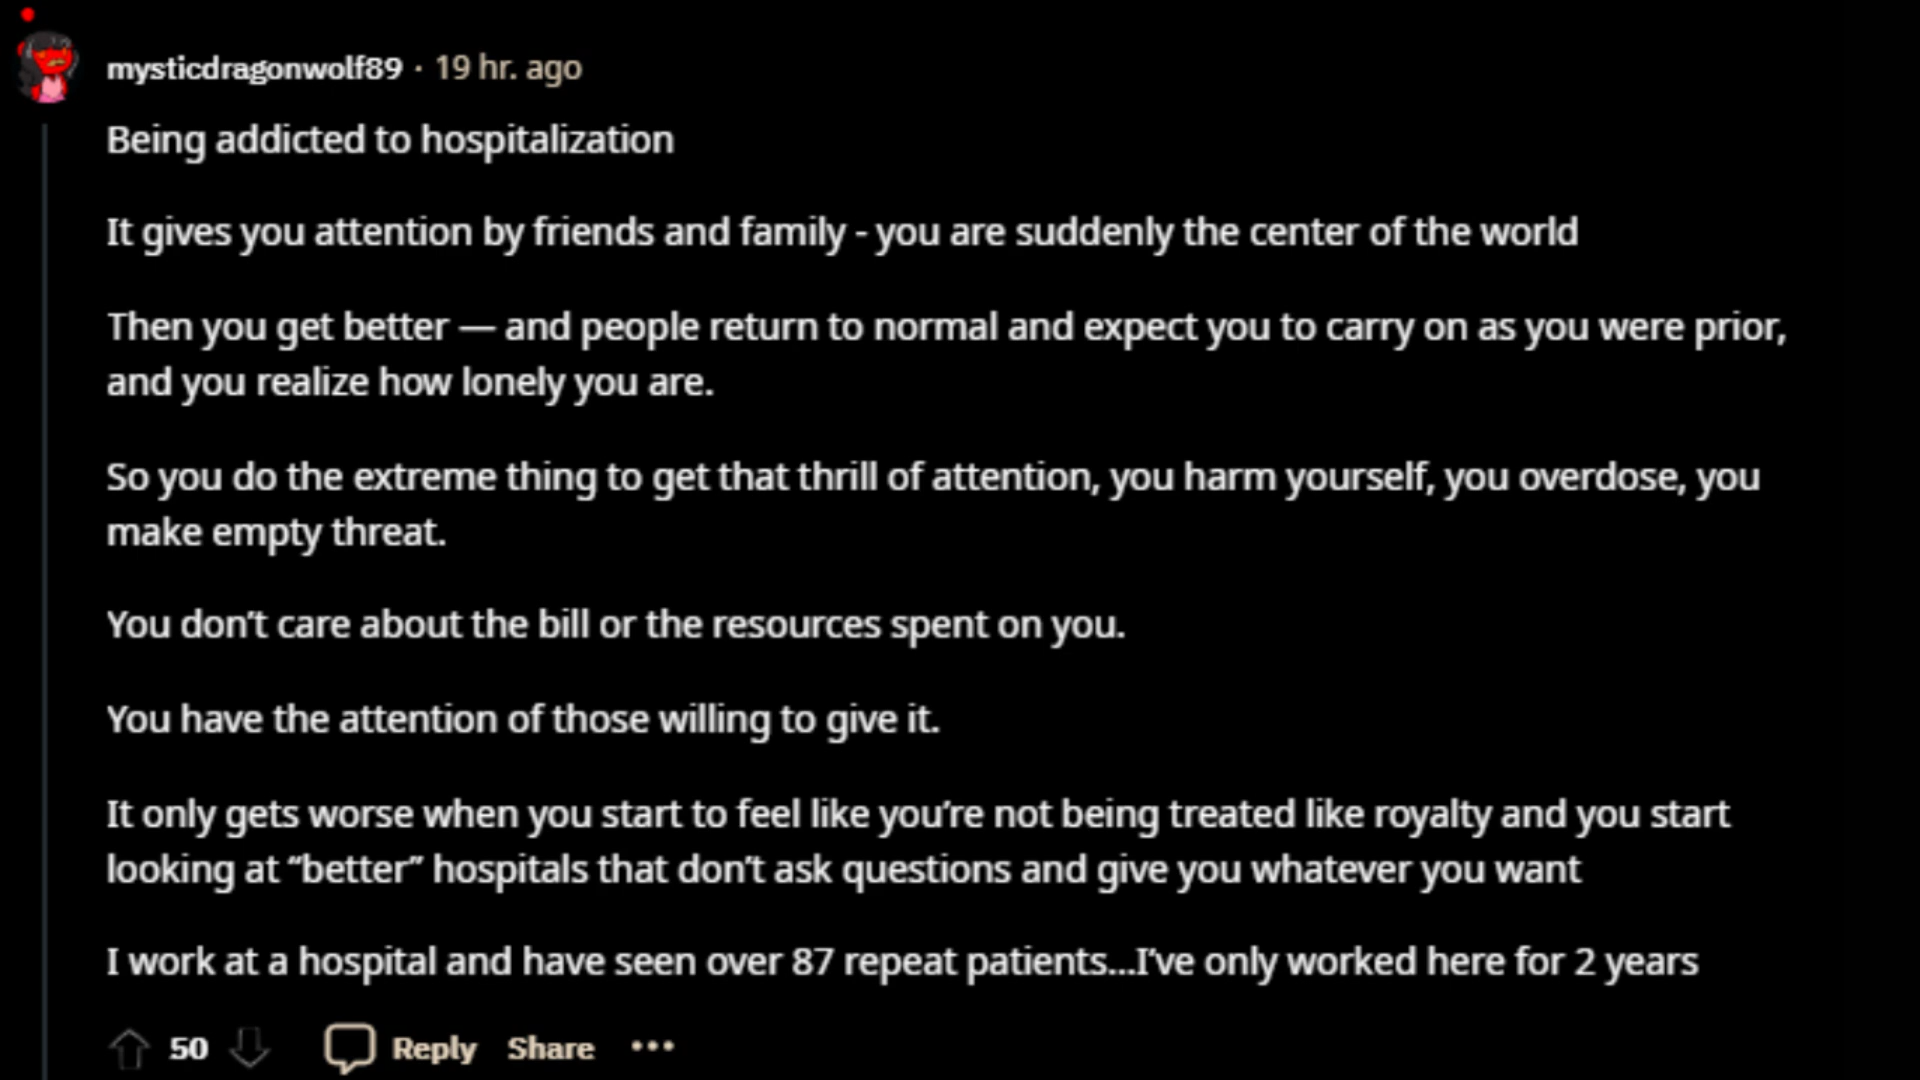 mysticdragonwolf89 · 19 hr. ago
Being addicted to hospitalization
It gives you attention by friends and family - you are suddenly the center of the world
Then you get better — and people return to normal and expect you to carry on as you were prior,
and you realize how lonely you are.
So you do the extreme thing to get that thrill of attention, you harm yourself, you overdose, you
make empty threat.
You don’t care about the bill or the resources spent on you.
You have the attention of those willing to give it.
It only gets worse when you start to feel like you’re not being treated like royalty and you start
looking at “better” hospitals that don’t ask questions and give you whatever you want
I work at a hospital and have seen over 87 repeat patients...I’ve only worked here for 2 years
50 Reply Share •••